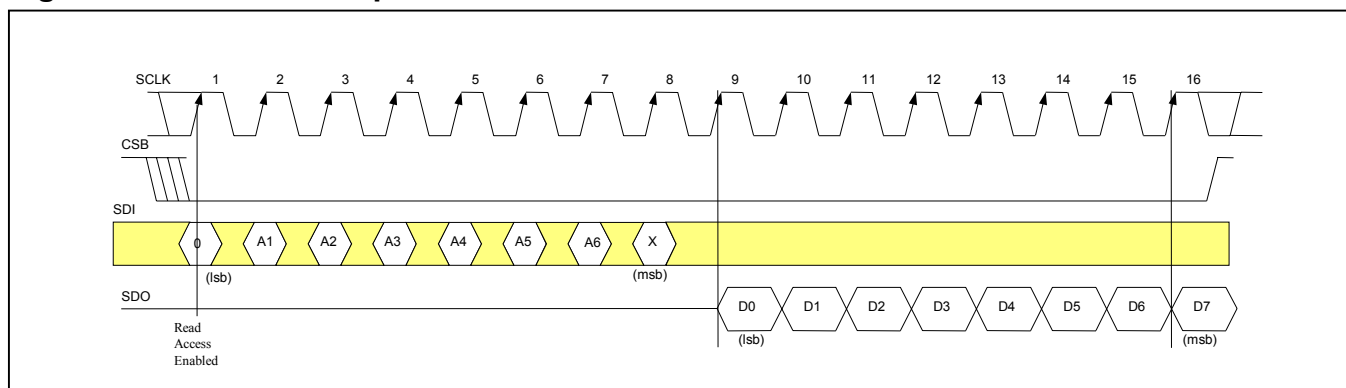 SCLK 1 2 3 4 5 6 7 8 9 10 11 12 13 14 15 16
CSB
SDI
0 A1 A2 A3 A4 A5 A6 X
(lsb) (msb)
SDO
D0 D1 D2 D3 D4 D5 D6 D7
(lsb) (msb)
Read
Access
Enabled